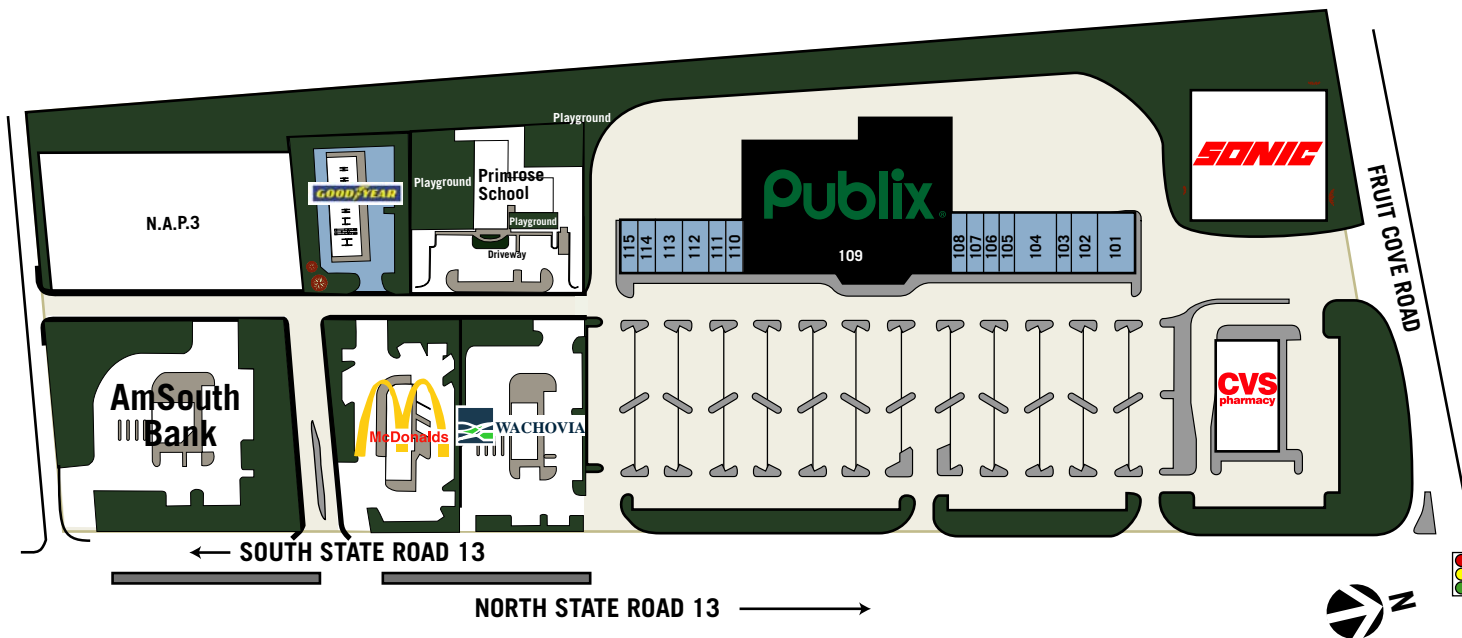 Playground
SONIC
Publix®
GOODYEAR
Playground
Primrose
School
Playground
Driveway
N.A.P.3
115
114
113
112
111
110
109
108
107
106
105
104
103
102
101
FRUIT COVE ROAD
AmSouth
Bank
McDonalds
WACHOVIA
CVS
pharmacy
SOUTH STATE ROAD 13
NORTH STATE ROAD 13
N